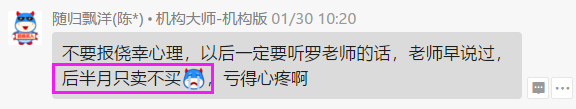 随归飘洋(陈*)•机构大师-机构版 01/30 10:20
不要报侥幸心理，以后一定要听罗老师的话，老师早说过，
后半月只卖不买，亏得心疼啊